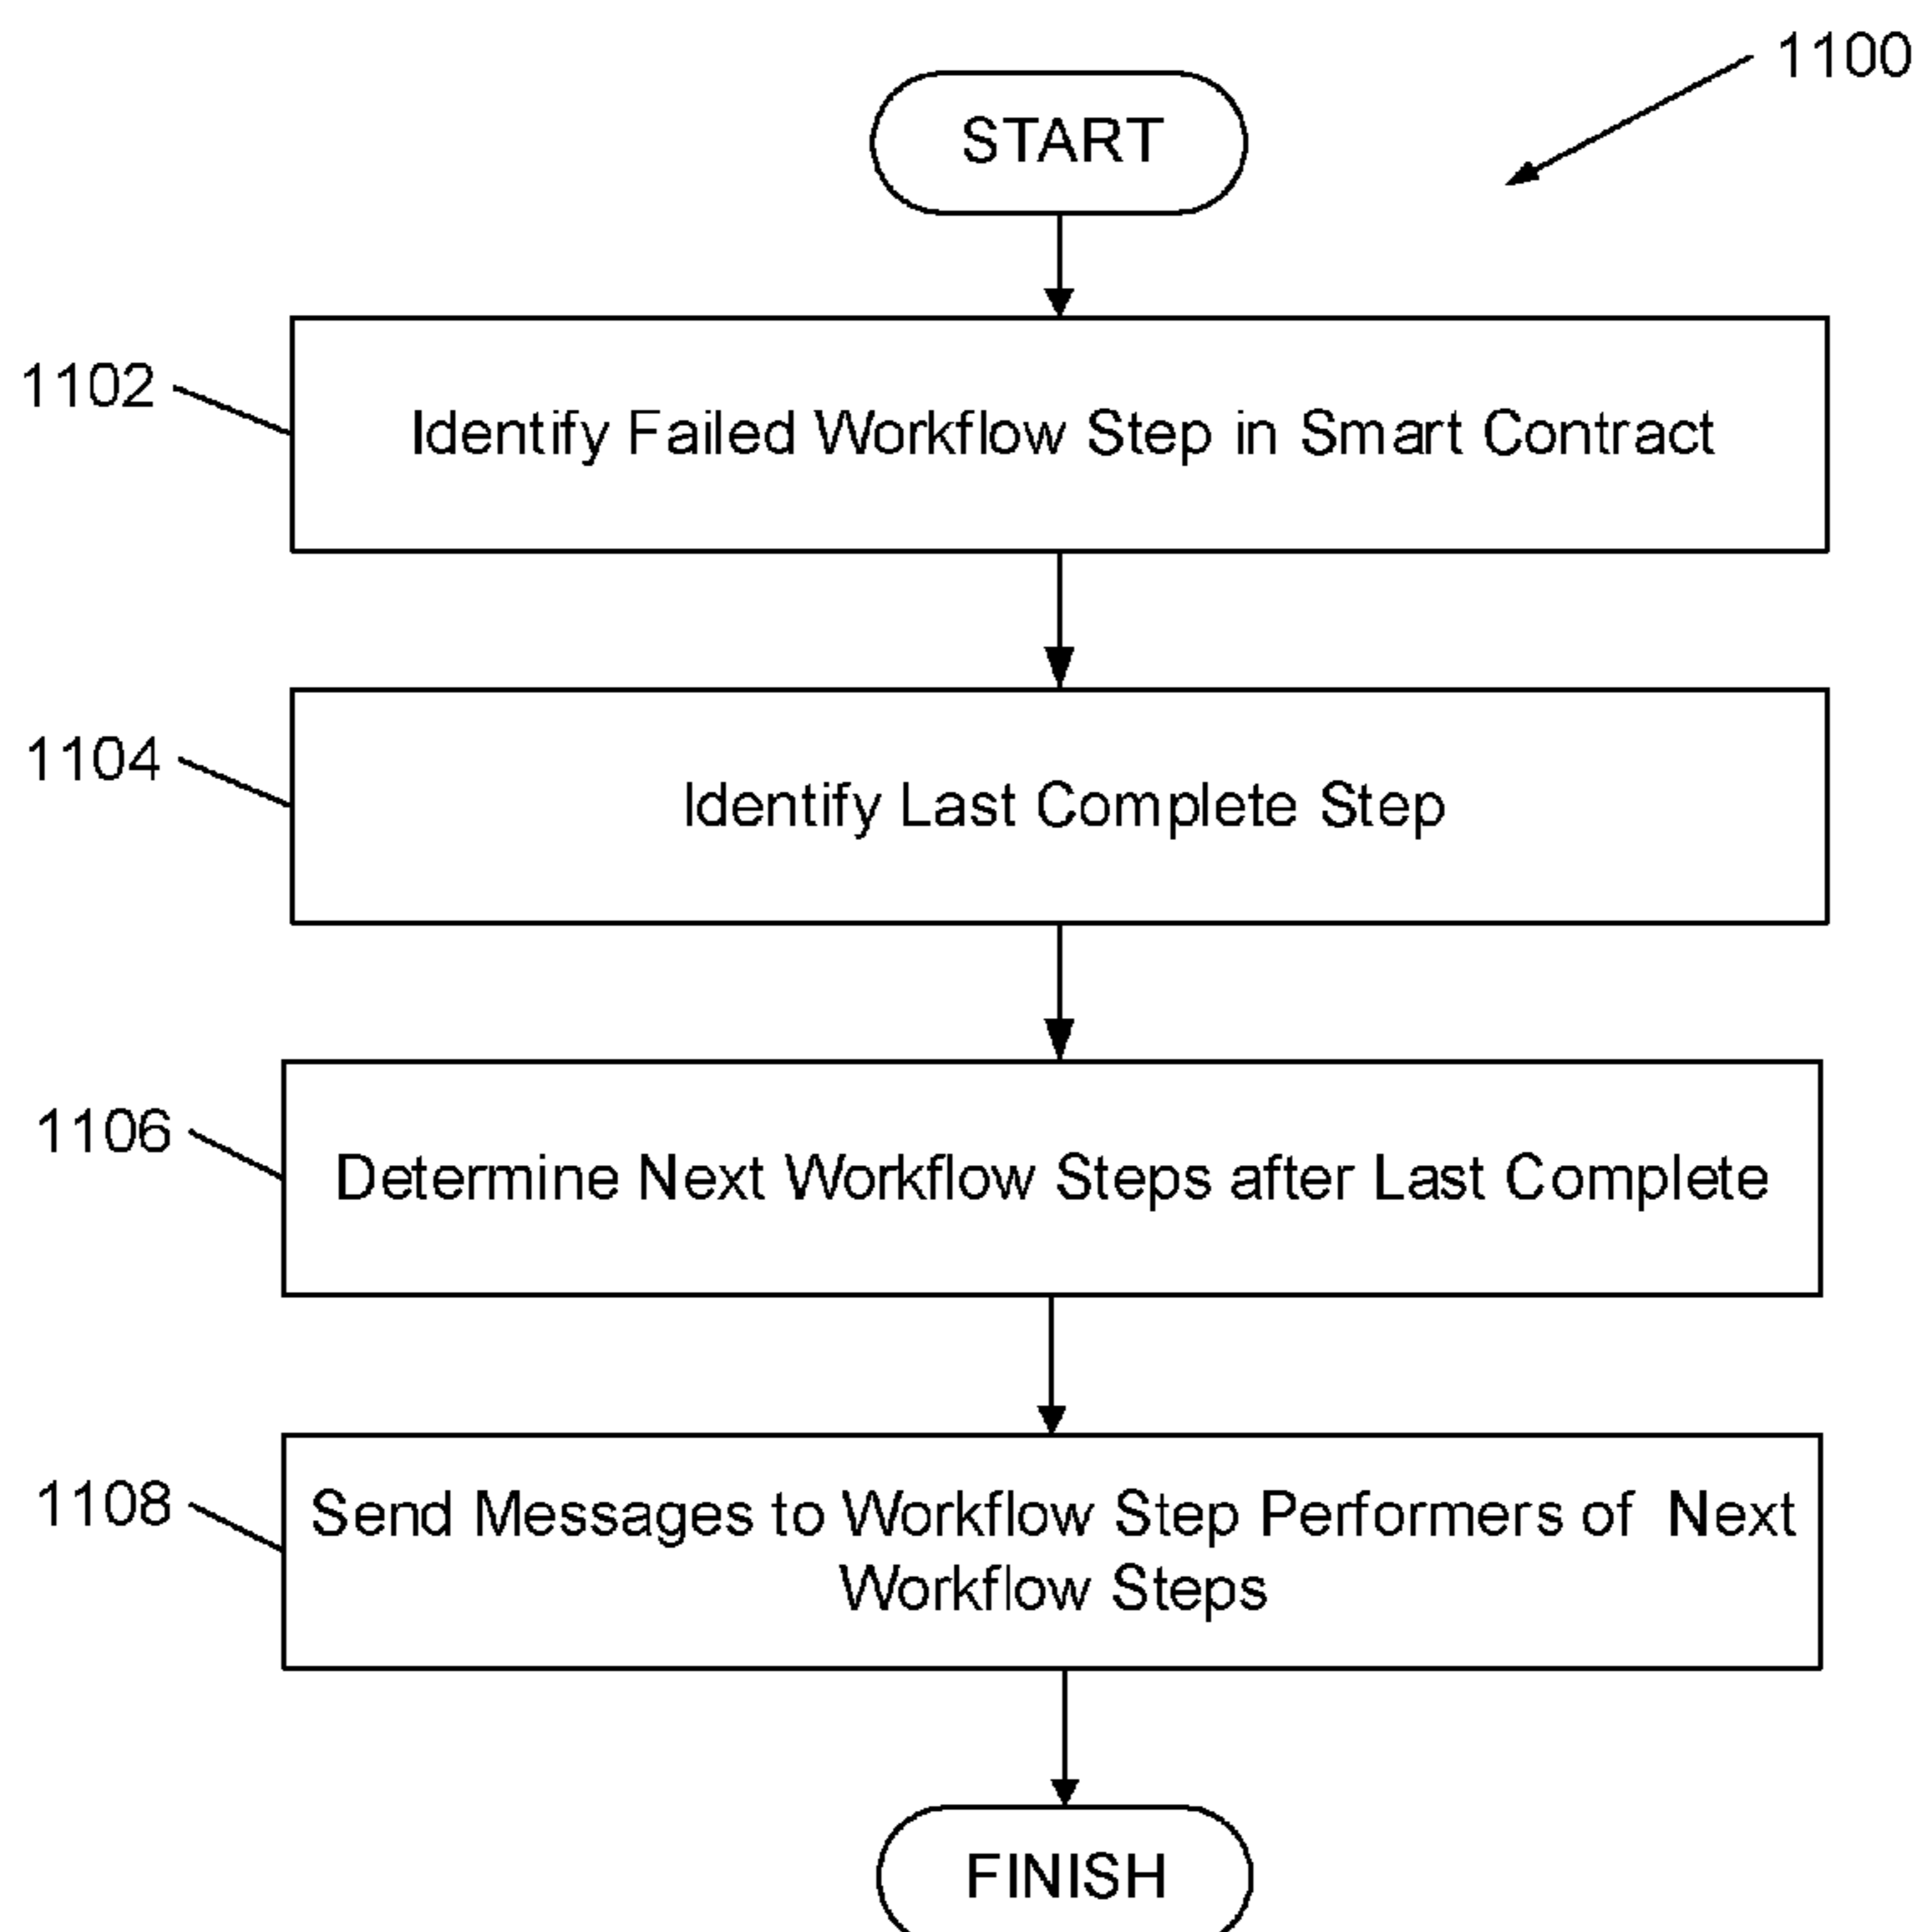 1100
START
1102
Identify Failed Workflow Step in Smart Contract
1104
Identify Last Complete Step
1106
Determine Next Workflow Steps after Last Complete
1108
Send Messages to Workflow Step Performers of Next
Workflow Steps
FINISH